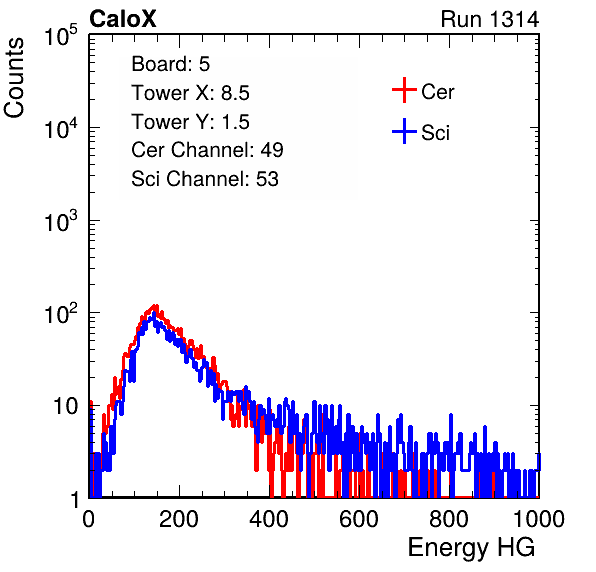 CaloX Run 1314
Board: 5
Tower X: 8.5
Tower Y: 1.5
Cer Channel: 49
Sci Channel: 53
Cer
Sci
Counts
10^5
10^4
10^3
10^2
10
1
0 200 400 600 800 1000
Energy HG